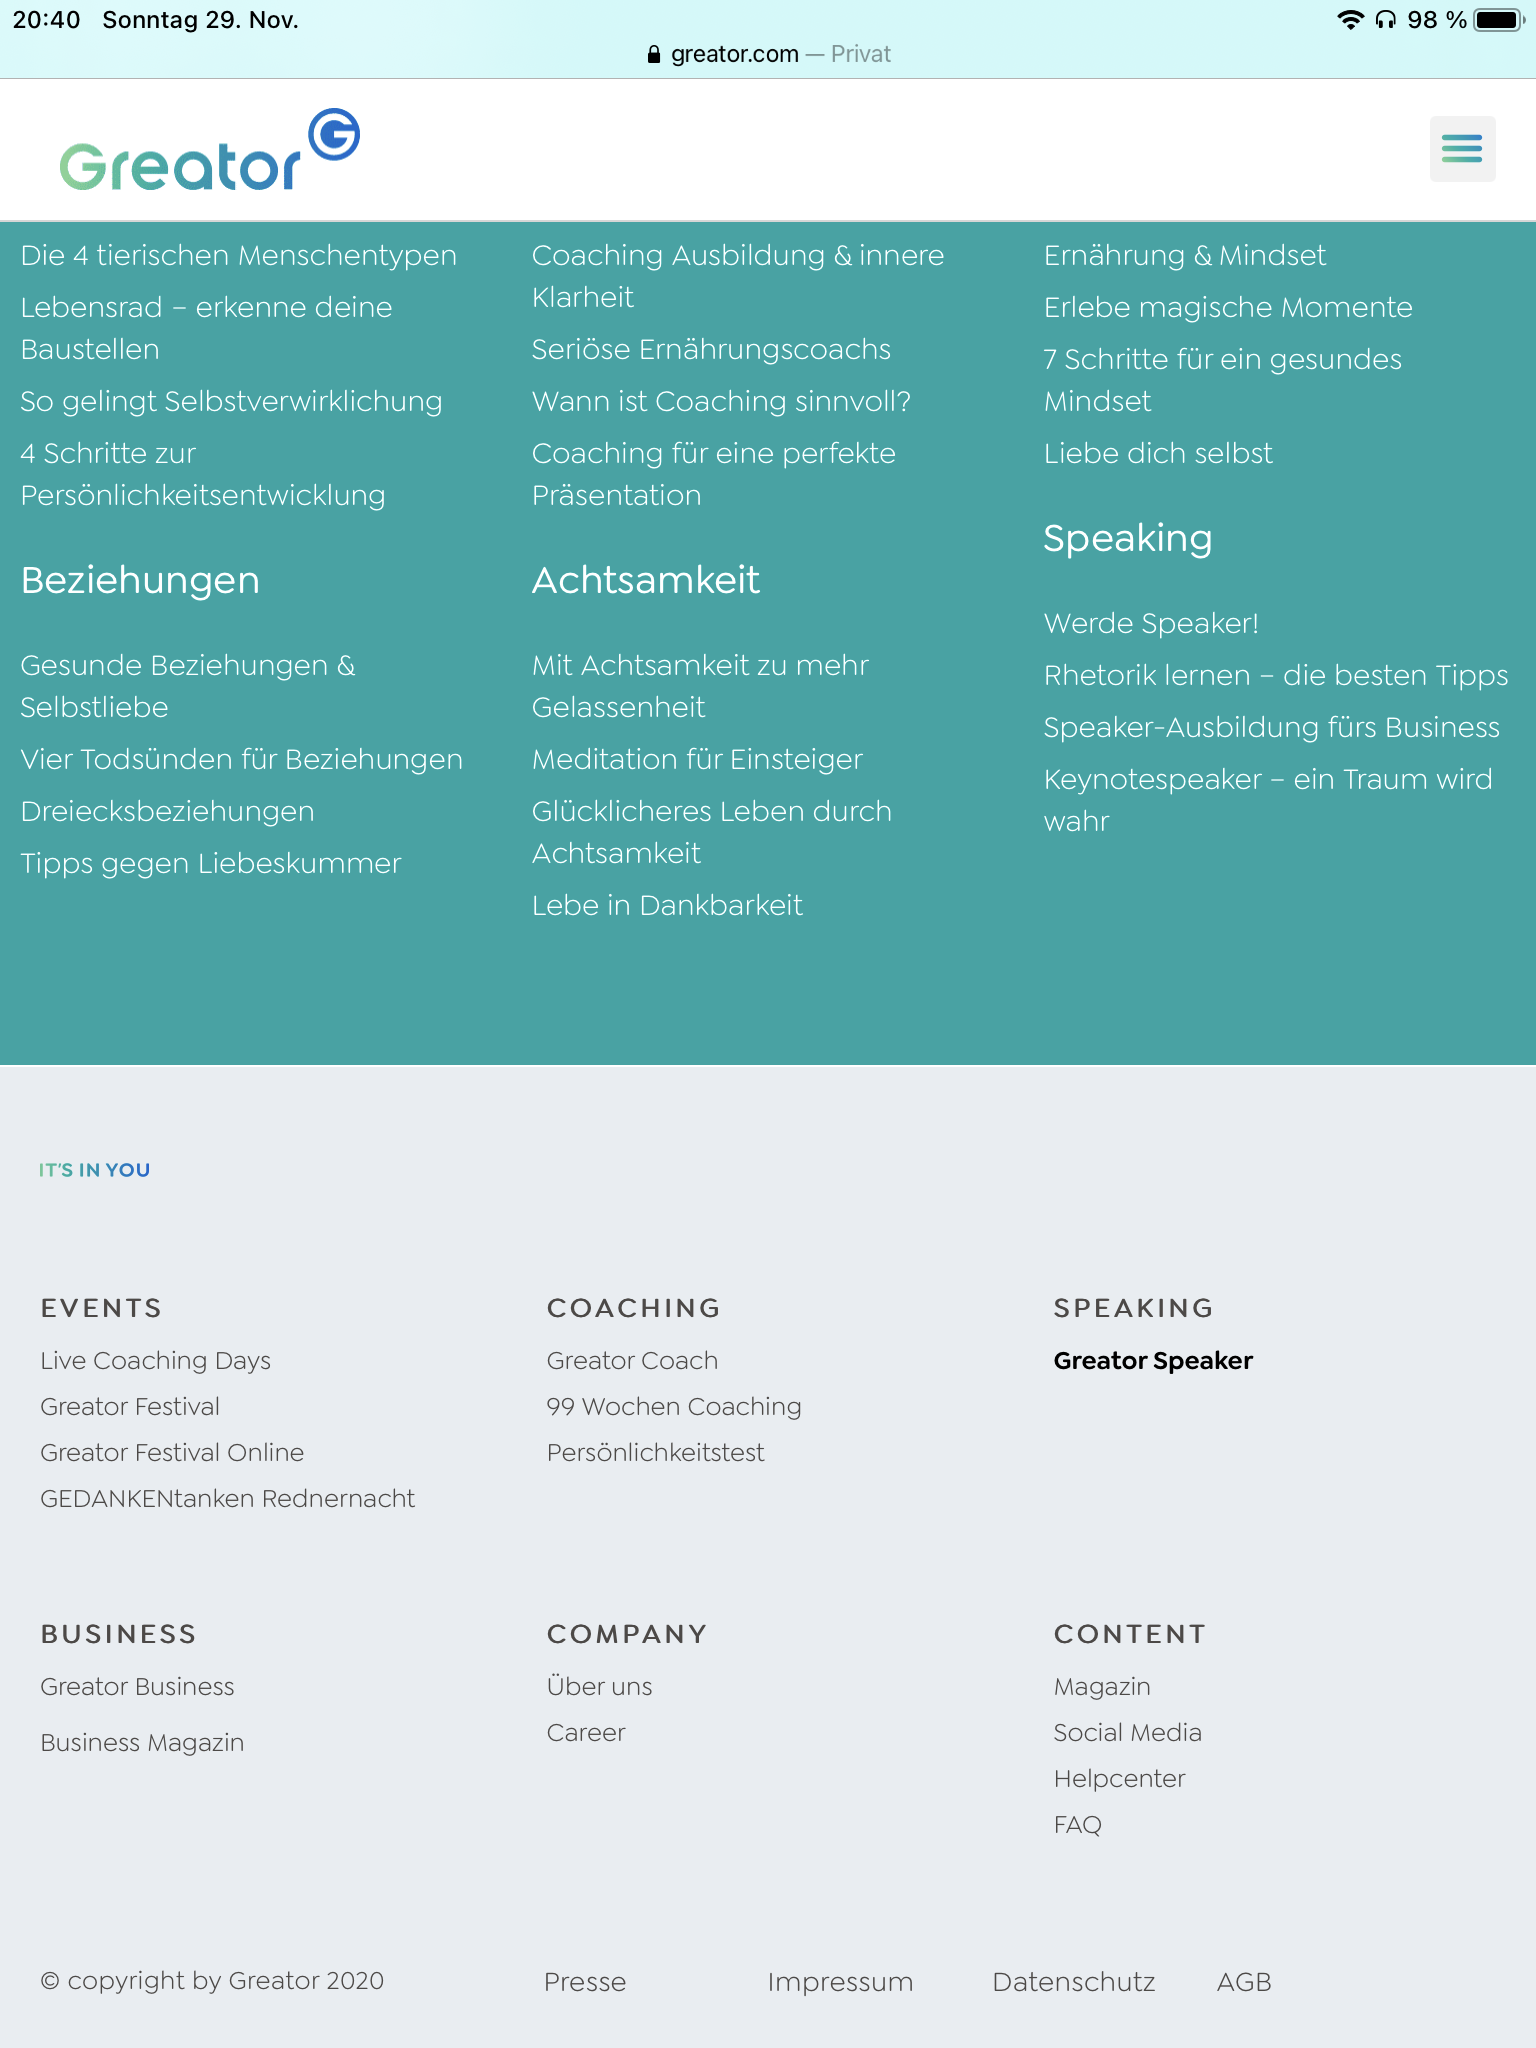 20:40 Sonntag 29. Nov.
98 %
greator.com — Privat
Greator G
Die 4 tierischen Menschentypen
Lebensrad – erkenne deine
Baustellen
So gelingt Selbstverwirklichung
4 Schritte zur
Persönlichkeitsentwicklung
Beziehungen
Gesunde Beziehungen &
Selbstliebe
Vier Todsünden für Beziehungen
Dreiecksbeziehungen
Tipps gegen Liebeskummer
Coaching Ausbildung & innere
Klarheit
Seriöse Ernährungscoachs
Wann ist Coaching sinnvoll?
Coaching für eine perfekte
Präsentation
Achtsamkeit
Mit Achtsamkeit zu mehr
Gelassenheit
Meditation für Einsteiger
Glücklicheres Leben durch
Achtsamkeit
Lebe in Dankbarkeit
Ernährung & Mindset
Erlebe magische Momente
7 Schritte für ein gesundes
Mindset
Liebe dich selbst
Speaking
Werde Speaker!
Rhetorik lernen – die besten Tipps
Speaker-Ausbildung fürs Business
Keynotespeaker – ein Traum wird
wahr
IT'S IN YOU
EVENTS
Live Coaching Days
Greator Festival
Greator Festival Online
GEDANKENtanken Rednernacht
COACHING
Greator Coach
99 Wochen Coaching
Persönlichkeitstest
SPEAKING
Greator Speaker
BUSINESS
Greator Business
Business Magazin
COMPANY
Über uns
Career
CONTENT
Magazin
Social Media
Helpcenter
FAQ
© copyright by Greator 2020
Presse
Impressum
Datenschutz
AGB